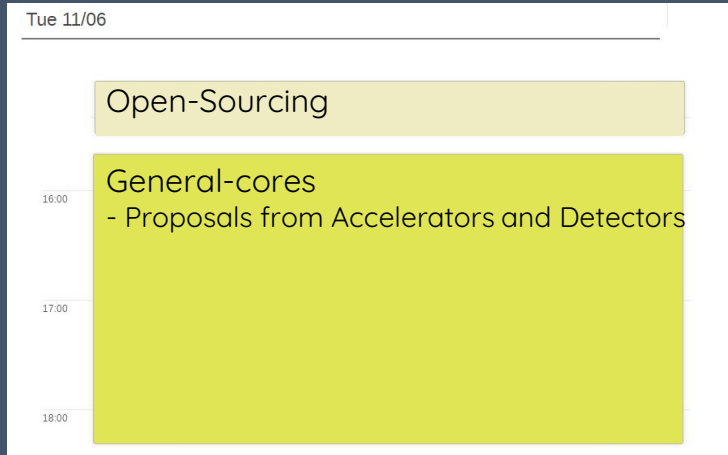 Tue 11/06
Open-Sourcing
General-cores
16:00
- Proposals from Accelerators and Detectors
17:00
18:00